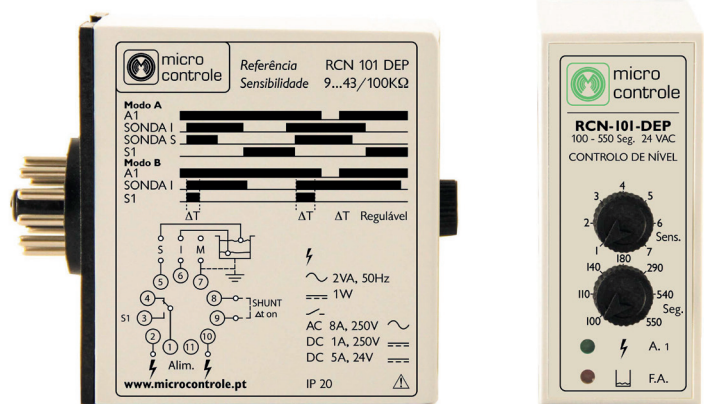 micro
controle
Referência RCN 101 DEP
Sensibilidade 9...43/100KΩ
Modo A
A1
SONDA I
SONDA S
S1
Modo B
A1
SONDA I
S1
ΔT ΔT ΔT Regulável
S I M
5 6 7
4 8
SHUNT
Δt on
S1 3 9
2 10
1 11
Alim.
2VA, 50Hz
1W
AC 8A, 250V
DC 1A, 250V
DC 5A, 24V
www.microcontrole.pt
IP 20
micro
controle
RCN-101-DEP
100 - 550 Seg. 24 VAC
CONTROLO DE NÍVEL
4
3 5
2 6
Sens.
1 7
180
140 290
110 540
Seg.
100 550
A. 1
F.A.